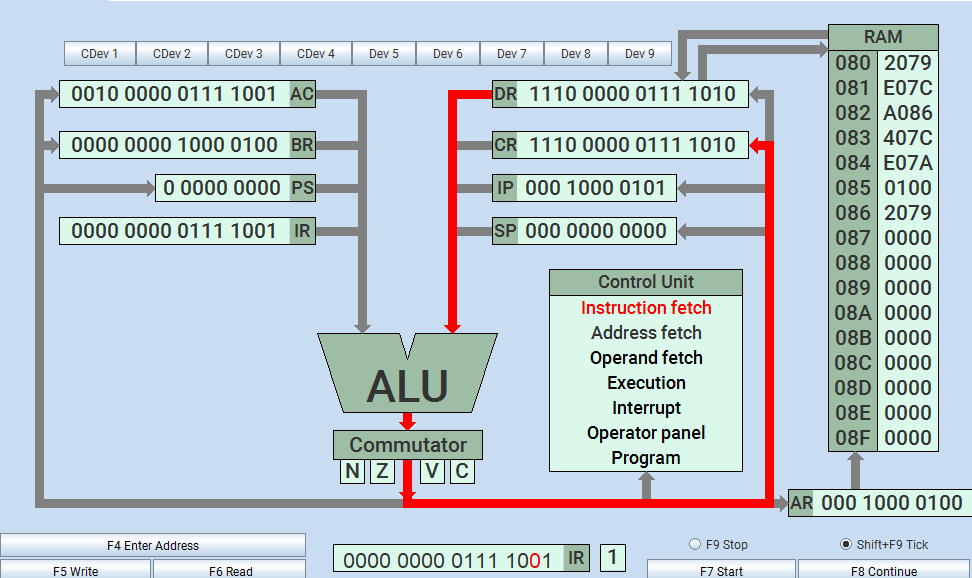 CDev 1 CDev 2 CDev 3 CDev 4 Dev 5 Dev 6 Dev 7 Dev 8 Dev 9
0010 0000 0111 1001 AC
0000 0000 1000 0100 BR
0 0000 0000 PS
0000 0000 0111 1001 IR
DR 1110 0000 0111 1010
CR 1110 0000 0111 1010
IP 000 1000 0101
SP 000 0000 0000
RAM
080 2079
081 E07C
082 A086
083 407C
084 E07A
085 0100
086 2079
087 0000
088 0000
089 0000
08A 0000
08B 0000
08C 0000
08D 0000
08E 0000
08F 0000
Control Unit
Instruction fetch
Address fetch
Operand fetch
Execution
Interrupt
Operator panel
Program
ALU
Commutator
N Z V C
AR 000 1000 0100
F4 Enter Address
F5 Write F6 Read
0000 0000 0111 1001 IR 1
F9 Stop Shift+F9 Tick
F7 Start F8 Continue